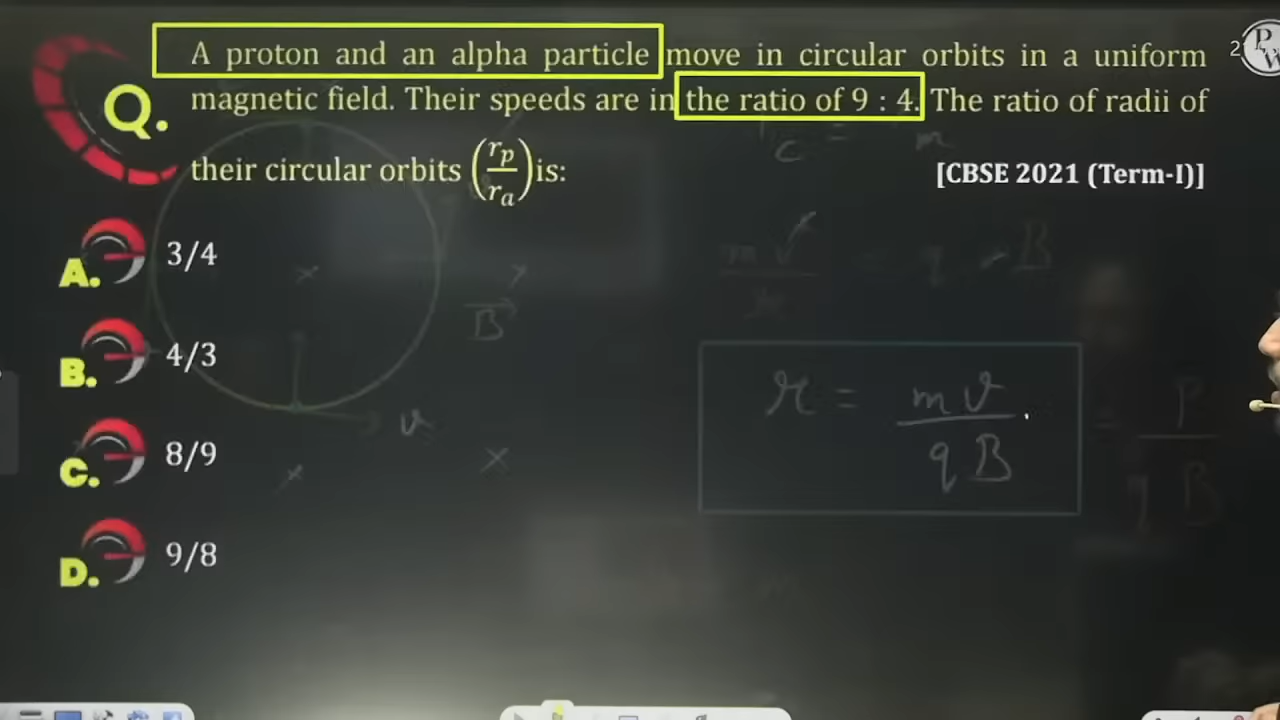 A proton and an alpha particle move in circular orbits in a uniform
Q. magnetic field. Their speeds are in the ratio of 9 : 4. The ratio of radii of
their circular orbits (r_p/r_a) is:
[CBSE 2021 (Term-I)]
A. 3/4
B. 4/3
C. 8/9
D. 9/8
B
v
r = mv/qB
= P/qB
PW